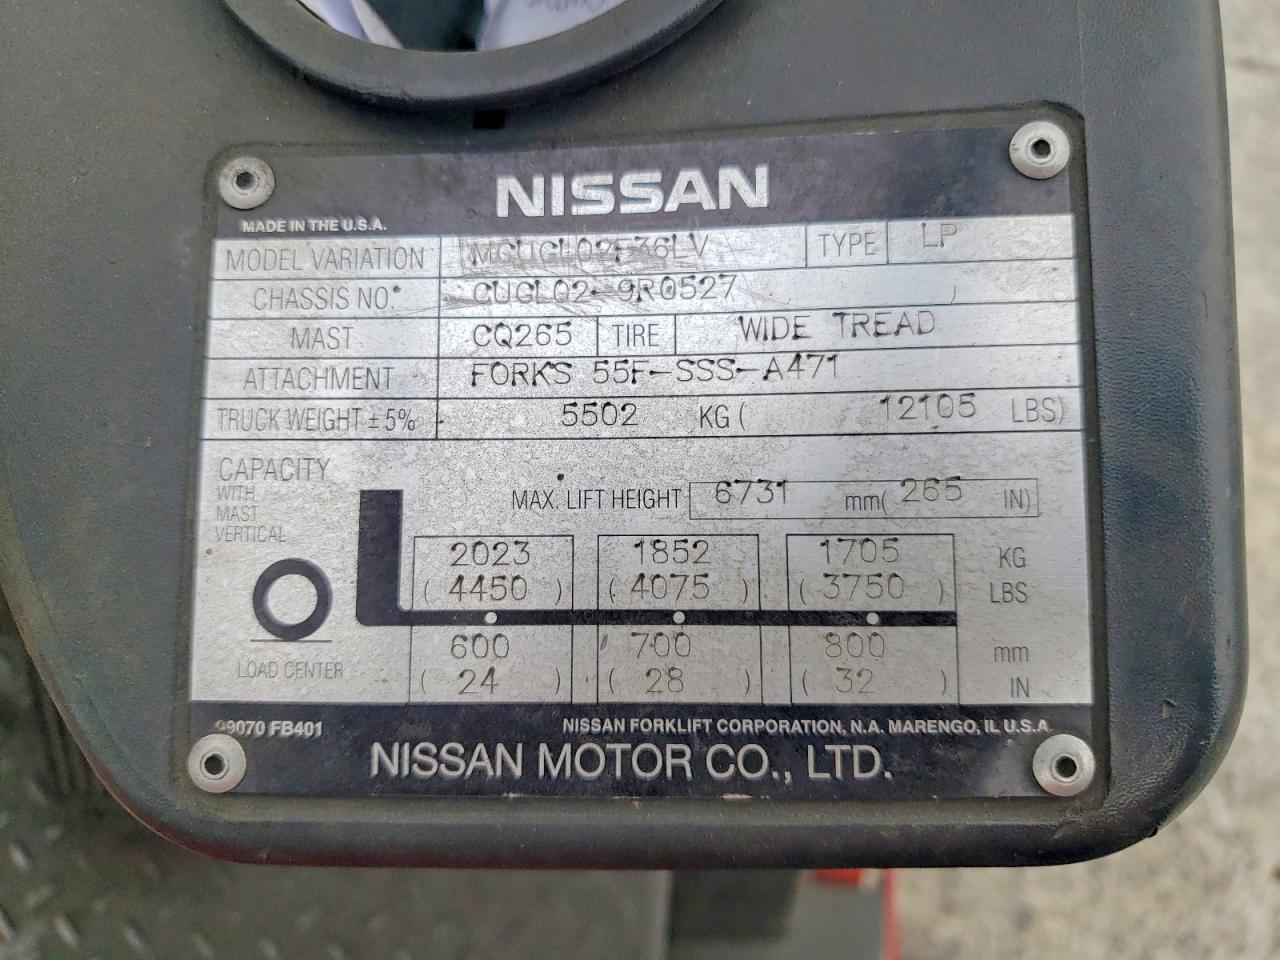 NISSAN
MADE IN THE U.S.A.
MODEL VARIATION MCUGL02F36LV TYPE LP
CHASSIS NO. CUGL02-9R0527
MAST CQ265 TIRE WIDE TREAD
ATTACHMENT FORKS 55F-SSS-A471
TRUCK WEIGHT ±5% 5502 KG ( 12105 LBS)
CAPACITY
WITH
MAST
VERTICAL
MAX. LIFT HEIGHT 6731 mm( 265 IN)
2023 1852 1705 KG
( 4450 ) ( 4075 ) ( 3750 ) LBS
600 700 800 mm
LOAD CENTER ( 24 ) ( 28 ) ( 32 ) IN
99070 FB401 NISSAN FORKLIFT CORPORATION, N.A. MARENGO, IL U.S.A.
NISSAN MOTOR CO., LTD.